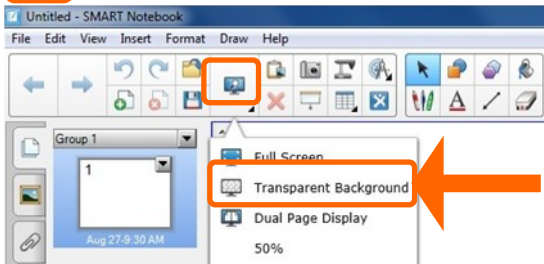 Untitled - SMART Notebook
File Edit View Insert Format Draw Help
A
Group 1
1
Aug 27-9:30 AM
Full Screen
Transparent Background
Dual Page Display
50%